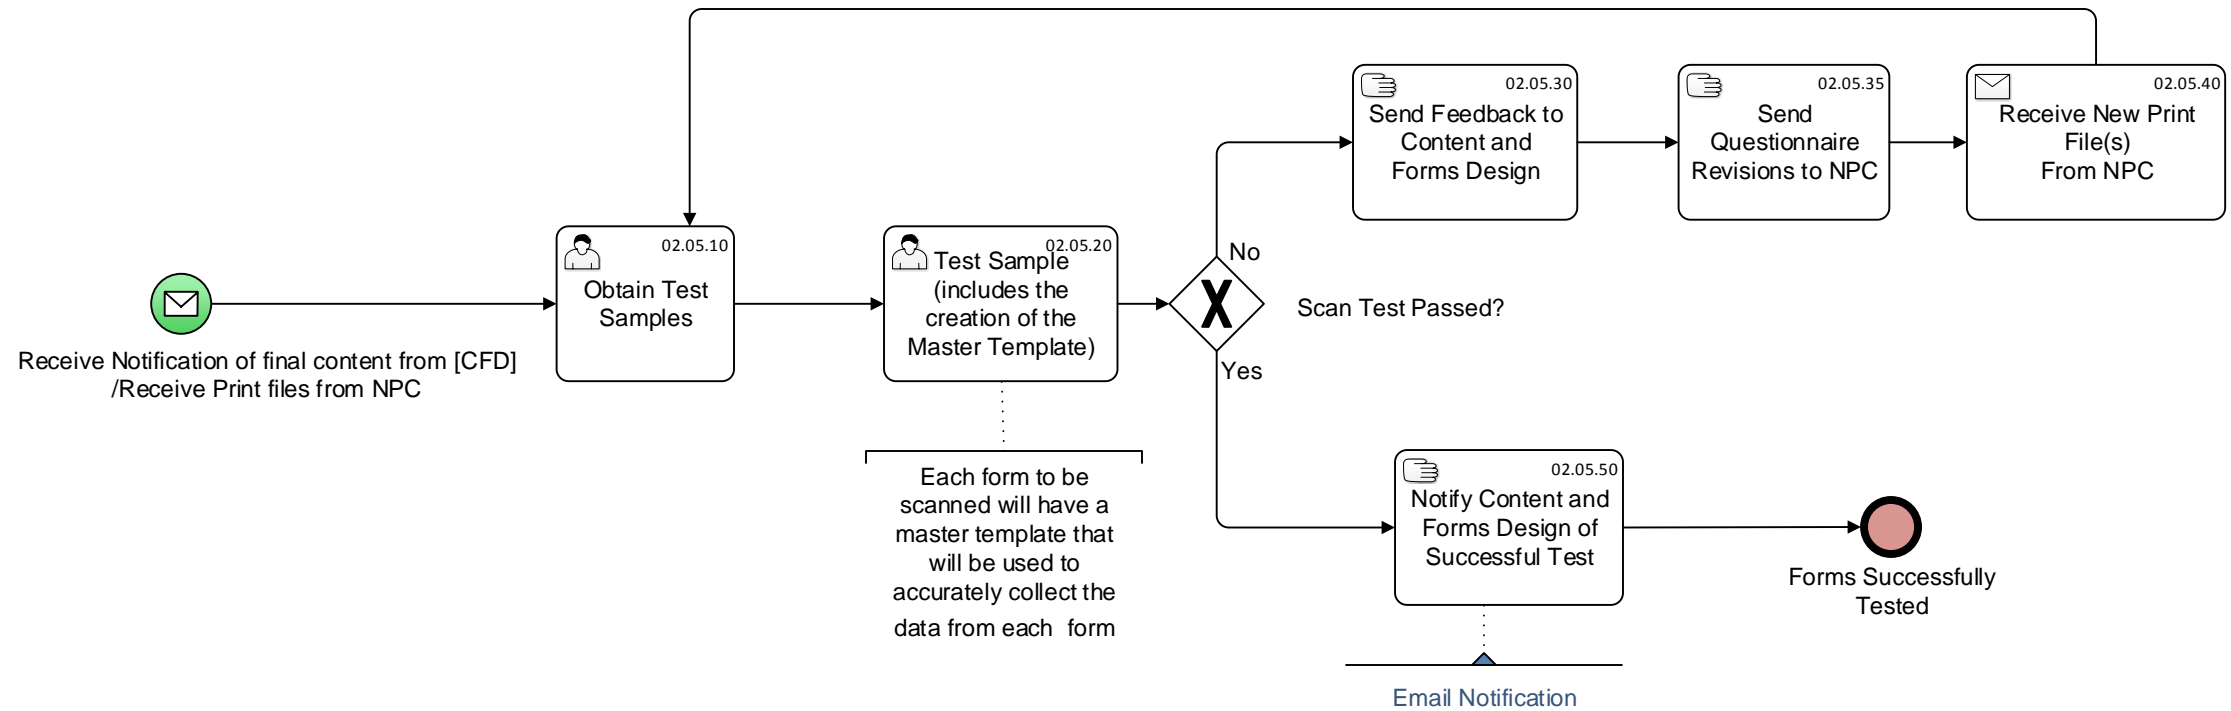 Receive Notification of final content from [CFD]
/Receive Print files from NPC
02.05.10
Obtain Test
Samples
02.05.20
Test Sample
(includes the
creation of the
Master Template)
Each form to be
scanned will have a
master template that
will be used to
accurately collect the
data from each form
No
Scan Test Passed?
Yes
02.05.30
Send Feedback to
Content and
Forms Design
02.05.35
Send
Questionnaire
Revisions to NPC
02.05.40
Receive New Print
File(s)
From NPC
02.05.50
Notify Content and
Forms Design of
Successful Test
Email Notification
Forms Successfully
Tested